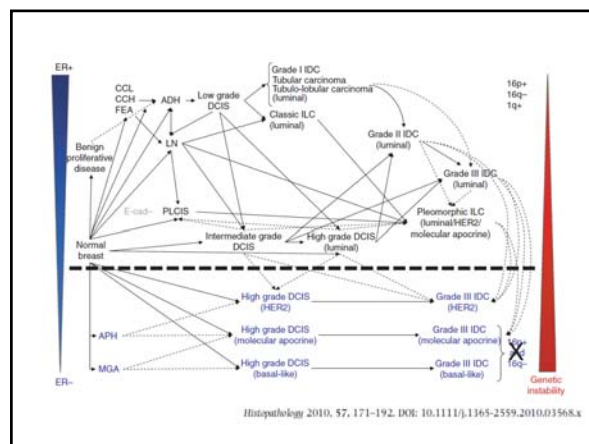 ER+
CCL
CCH
FEA
ADH
Low grade
DCIS
Grade I IDC
Tubular carcinoma
Tubulo-lobular carcinoma
(luminal)
Classic ILC
(luminal)
16p+
16q–
1q+
Benign
proliferative
disease
LN
Grade II IDC
(luminal)
Grade III IDC
(luminal)
E-cad–
PLCIS
Pleomorphic ILC
(luminal/HER2/
molecular apocrine)
Normal
breast
Intermediate grade
DCIS
High grade DCIS
(luminal)
High grade DCIS
(HER2)
Grade III IDC
(HER2)
APH
High grade DCIS
(molecular apocrine)
Grade III IDC
(molecular apocrine)
16p+
16q–
MGA
High grade DCIS
(basal-like)
Grade III IDC
(basal-like)
ER–
Genetic
instability
Histopathology 2010, 57, 171–192. DOI: 10.1111/j.1365-2559.2010.03568.x